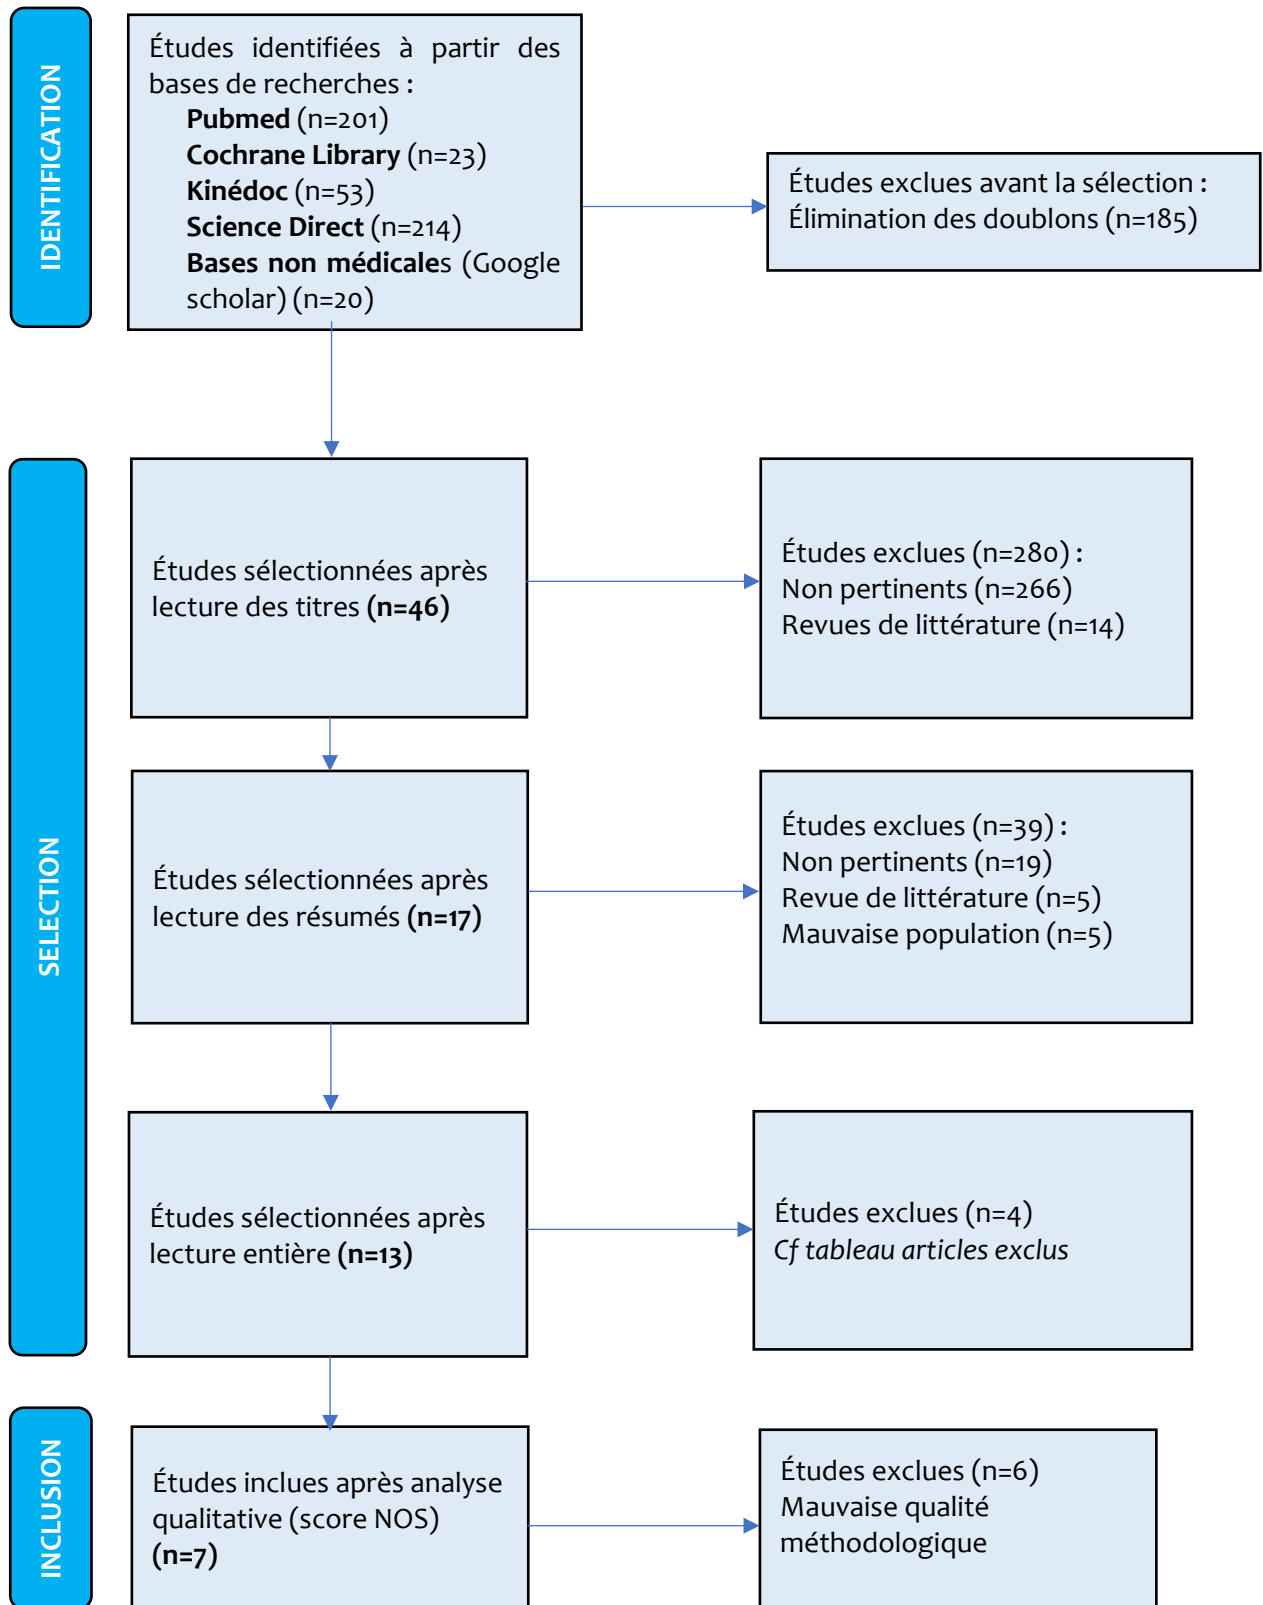 IDENTIFICATION
Études identifiées à partir des
bases de recherches :
Pubmed (n=201)
Cochrane Library (n=23)
Kinédoc (n=53)
Science Direct (n=214)
Bases non médicales (Google
scholar) (n=20)
Études exclues avant la sélection :
Élimination des doublons (n=185)
SELECTION
Études sélectionnées après
lecture des titres (n=46)
Études exclues (n=280) :
Non pertinents (n=266)
Revues de littérature (n=14)
Études sélectionnées après
lecture des résumés (n=17)
Études exclues (n=39) :
Non pertinents (n=19)
Revue de littérature (n=5)
Mauvaise population (n=5)
Études sélectionnées après
lecture entière (n=13)
Études exclues (n=4)
Cf tableau articles exclus
INCLUSION
Études inclues après analyse
qualitative (score NOS)
(n=7)
Études exclues (n=6)
Mauvaise qualité
méthodologique